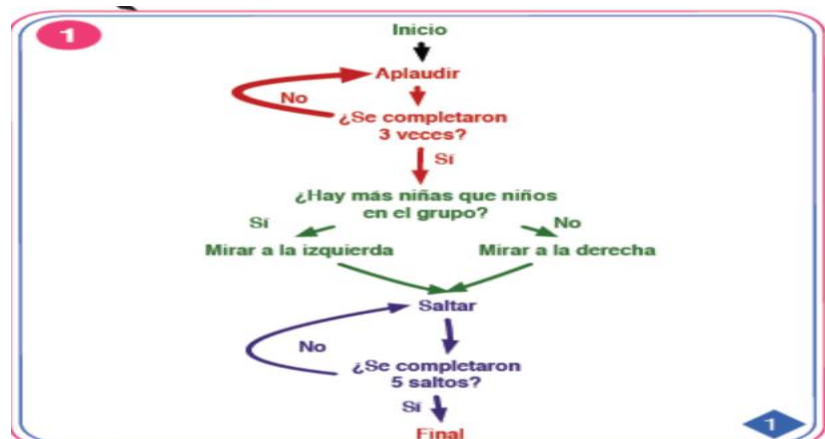 1
Inicio
Aplaudir
No
¿Se completaron
3 veces?
Sí
¿Hay más niñas que niños
en el grupo?
Sí
No
Mirar a la izquierda
Mirar a la derecha
Saltar
No
¿Se completaron
5 saltos?
Sí
Final
1